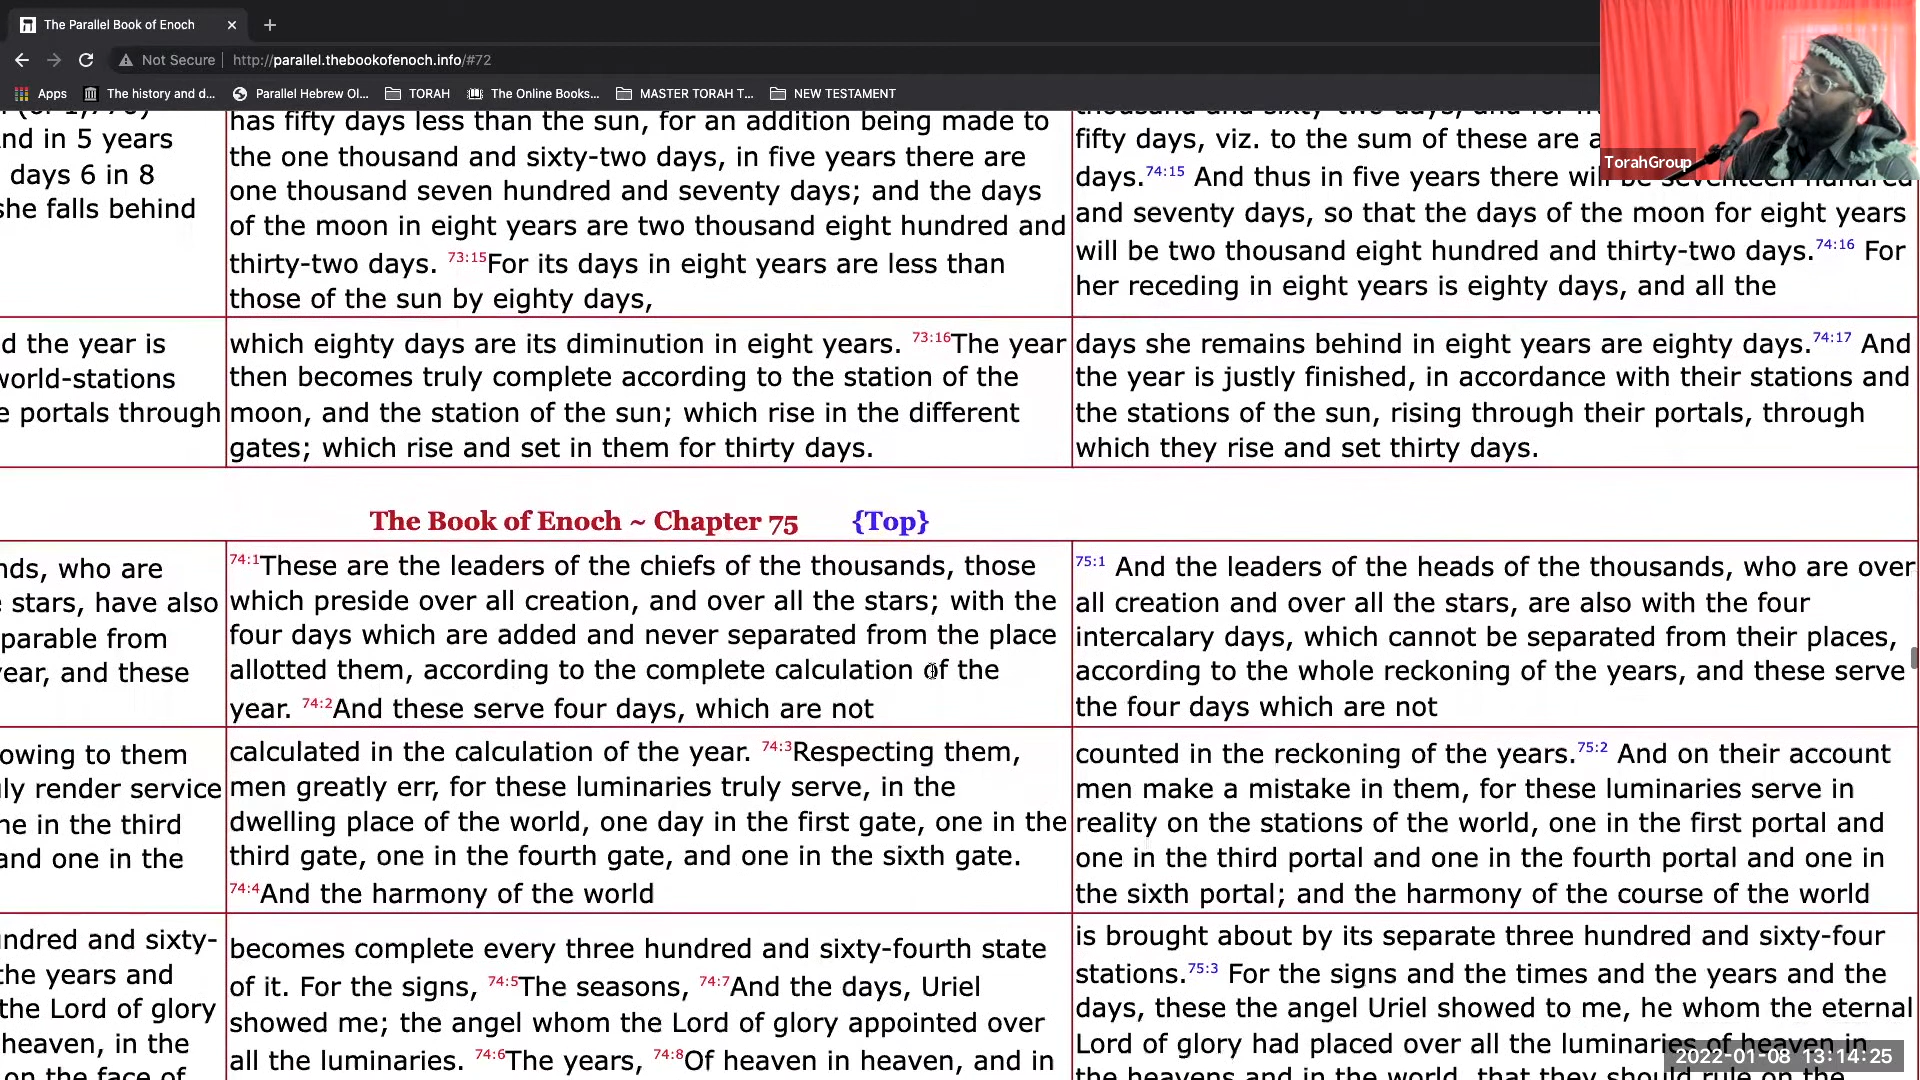 The Parallel Book of Enoch
Not Secure
http://parallel.thebookofenoch.info/#72
Apps
The history and d...
Parallel Hebrew Ol...
TORAH
The Online Books...
MASTER TORAH T...
NEW TESTAMENT
TorahGroup
nd in 5 years
days 6 in 8
she falls behind
has fifty days less than the sun, for an addition being made to
the one thousand and sixty-two days, in five years there are
one thousand seven hundred and seventy days; and the days
of the moon in eight years are two thousand eight hundred and
thirty-two days. 73:15For its days in eight years are less than
those of the sun by eighty days,
fifty days, viz. to the sum of these are a
days.74:15 And thus in five years there will be seventeen hundred
and seventy days, so that the days of the moon for eight years
will be two thousand eight hundred and thirty-two days.74:16 For
her receding in eight years is eighty days, and all the
d the year is
world-stations
e portals through
which eighty days are its diminution in eight years. 73:16The year
then becomes truly complete according to the station of the
moon, and the station of the sun; which rise in the different
gates; which rise and set in them for thirty days.
days she remains behind in eight years are eighty days.74:17 And
the year is justly finished, in accordance with their stations and
the stations of the sun, rising through their portals, through
which they rise and set thirty days.
The Book of Enoch ~ Chapter 75 {Top}
nds, who are
e stars, have also
parable from
year, and these
74:1These are the leaders of the chiefs of the thousands, those
which preside over all creation, and over all the stars; with the
four days which are added and never separated from the place
allotted them, according to the complete calculation of the
year. 74:2And these serve four days, which are not
75:1 And the leaders of the heads of the thousands, who are over
all creation and over all the stars, are also with the four
intercalary days, which cannot be separated from their places,
according to the whole reckoning of the years, and these serve
the four days which are not
owing to them
ly render service
ne in the third
and one in the
calculated in the calculation of the year. 74:3Respecting them,
men greatly err, for these luminaries truly serve, in the
dwelling place of the world, one day in the first gate, one in the
third gate, one in the fourth gate, and one in the sixth gate.
74:4And the harmony of the world
counted in the reckoning of the years.75:2 And on their account
men make a mistake in them, for these luminaries serve in
reality on the stations of the world, one in the first portal and
one in the third portal and one in the fourth portal and one in
the sixth portal; and the harmony of the course of the world
undred and sixty-
the years and
the Lord of glory
heaven, in the
on the face of
becomes complete every three hundred and sixty-fourth state
of it. For the signs, 74:5The seasons, 74:7And the days, Uriel
showed me; the angel whom the Lord of glory appointed over
all the luminaries. 74:6The years, 74:8Of heaven in heaven, and in
is brought about by its separate three hundred and sixty-four
stations.75:3 For the signs and the times and the years and the
days, these the angel Uriel showed to me, he whom the eternal
Lord of glory had placed over all the luminaries of heaven in
the heavens and in the world, that they should rule on the
2022-01-08 13:14:25